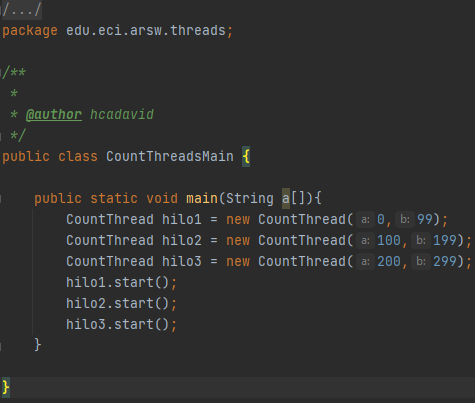 /.../
package edu.eci.arsw.threads;
/**
*
* @author hcadavid
*/
public class CountThreadsMain {
public static void main(String a[]){
CountThread hilo1 = new CountThread( a: 0, b: 99);
CountThread hilo2 = new CountThread( a: 100, b: 199);
CountThread hilo3 = new CountThread( a: 200, b: 299);
hilo1.start();
hilo2.start();
hilo3.start();
}
}